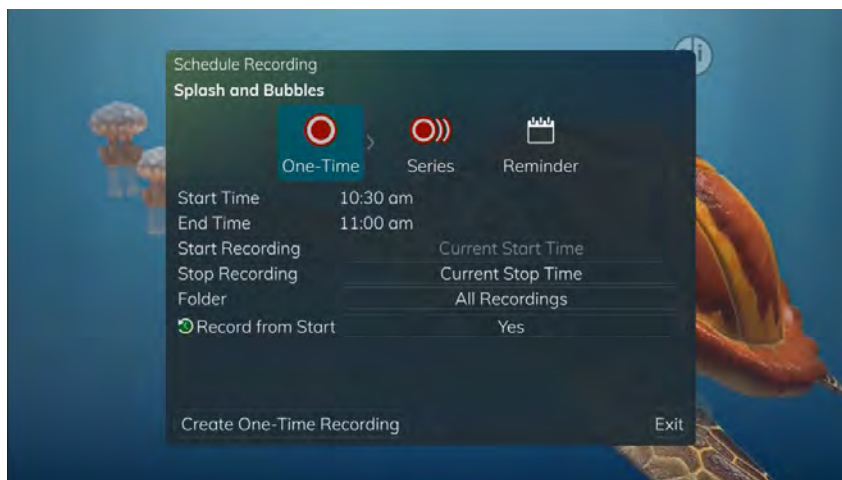 Schedule Recording
Splash and Bubbles
One-Time Series Reminder
Start Time 10:30 am
End Time 11:00 am
Start Recording Current Start Time
Stop Recording Current Stop Time
Folder All Recordings
Record from Start Yes
Create One-Time Recording Exit